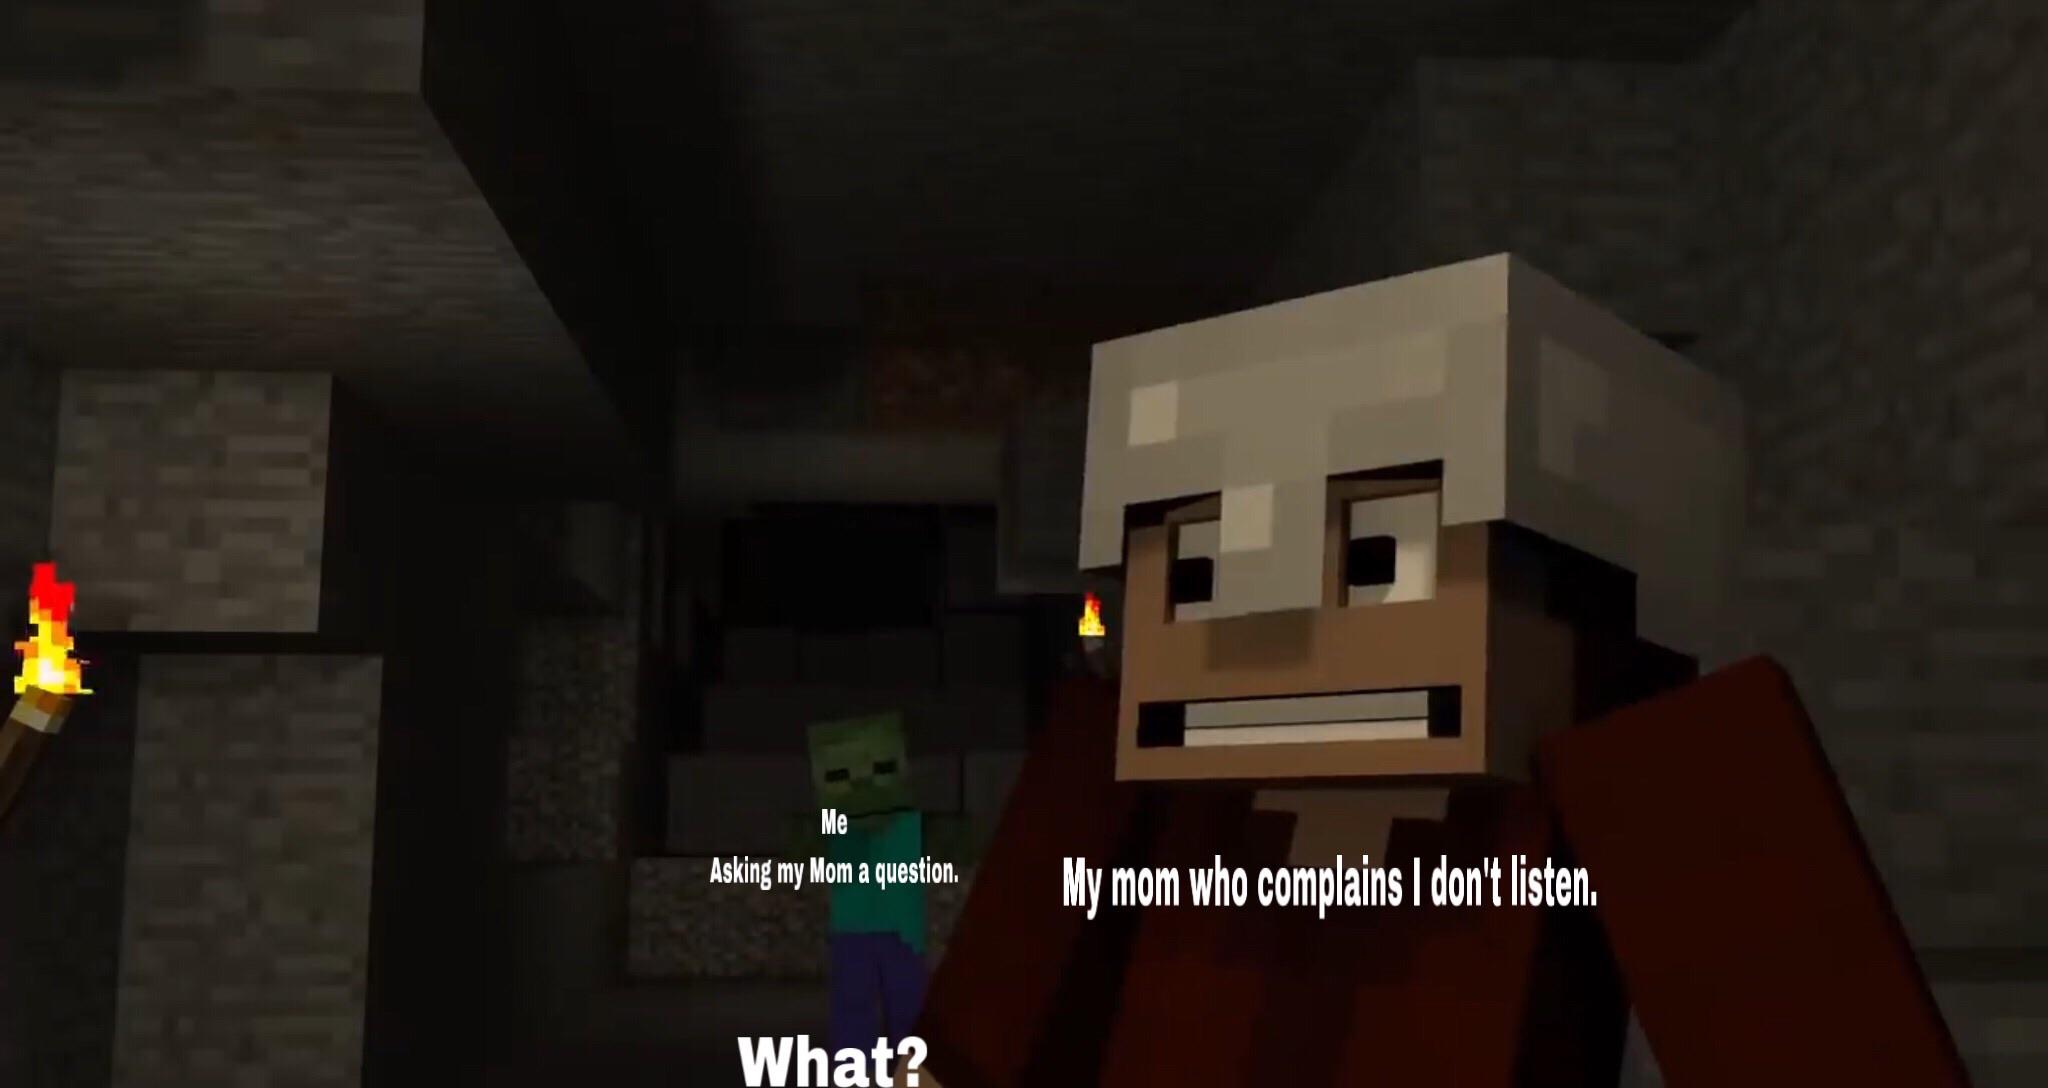 Me
Asking my Mom a question.
My mom who complains I don't listen.
What?